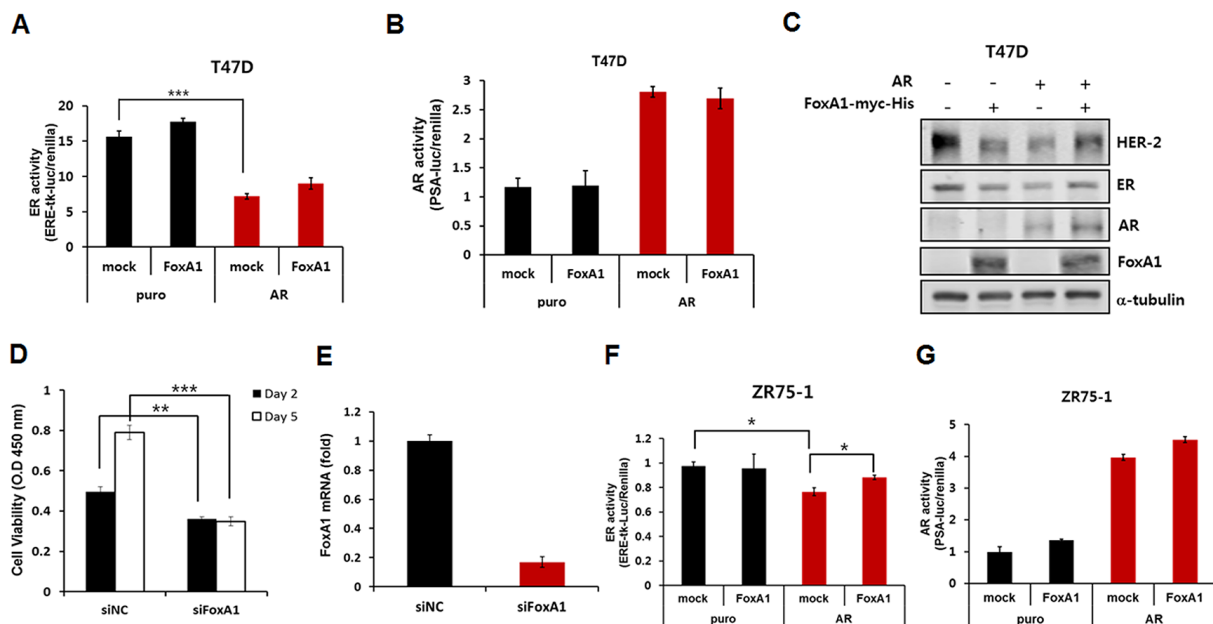 A
T47D
***
ER activity
(ERE-tk-luc/renilla)
20
15
10
5
0
mock FoxA1 mock FoxA1
puro AR
B
T47D
AR activity
(PSA-luc/renilla)
3
2.5
2
1.5
1
0.5
0
mock FoxA1 mock FoxA1
puro AR
C
T47D
AR - - + +
FoxA1-myc-His - + - +
HER-2
ER
AR
FoxA1
α-tubulin
D
Cell Viability (O.D 450 nm)
1
0.8
0.6
0.4
0.2
0
***
**
Day 2
Day 5
siNC siFoxA1
E
FoxA1 mRNA (fold)
1.2
1
0.8
0.6
0.4
0.2
0
siNC siFoxA1
F
ZR75-1
* *
ER activity
(ERE-tk-Luc/Renilla)
1.2
1
0.8
0.6
0.4
0.2
0
mock FoxA1 mock FoxA1
puro AR
G
ZR75-1
AR activity
(PSA-luc/renilla)
5
4
3
2
1
0
mock FoxA1 mock FoxA1
puro AR